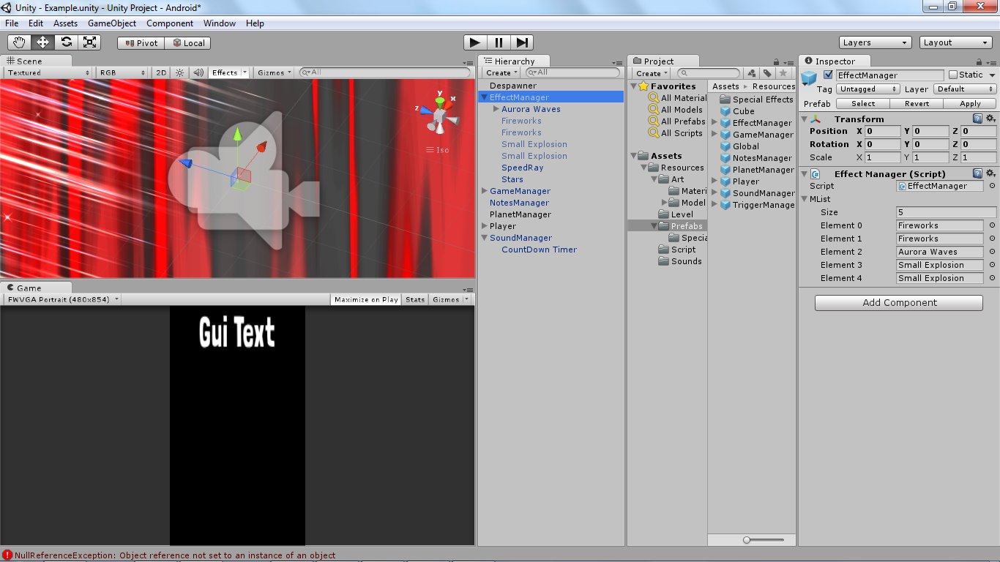 Unity - Example.unity - Unity Project - Android*
File Edit Assets GameObject Component Window Help
Pivot Local Layers Layout
Scene
Textured RGB 2D Effects Gizmos All
y x z
Iso
Game
FWVGA Portrait (480x854) Maximize on Play Stats Gizmos
Gui Text
Hierarchy
Create All
Despawner
EffectManager
Aurora Waves
Fireworks
Fireworks
Small Explosion
Small Explosion
SpeedRay
Stars
GameManager
NotesManager
PlanetManager
Player
SoundManager
CountDown Timer
Project
Create
Favorites
All Material
All Models
All Prefabs
All Scripts
Assets
Resources
Art
Materi
Model
Level
Prefabs
Specia
Script
Sounds
Assets Resources
Special Effects
Cube
EffectManager
GameManager
Global
NotesManager
PlanetManager
Player
SoundManager
TriggerManage
Inspector
EffectManager Static
Tag Untagged Layer Default
Prefab Select Revert Apply
Transform
Position X 0 Y 0 Z 0
Rotation X 0 Y 0 Z 0
Scale X 1 Y 1 Z 1
Effect Manager (Script)
Script EffectManager
MList
Size 5
Element 0 Fireworks
Element 1 Fireworks
Element 2 Aurora Waves
Element 3 Small Explosion
Element 4 Small Explosion
Add Component
NullReferenceException: Object reference not set to an instance of an object